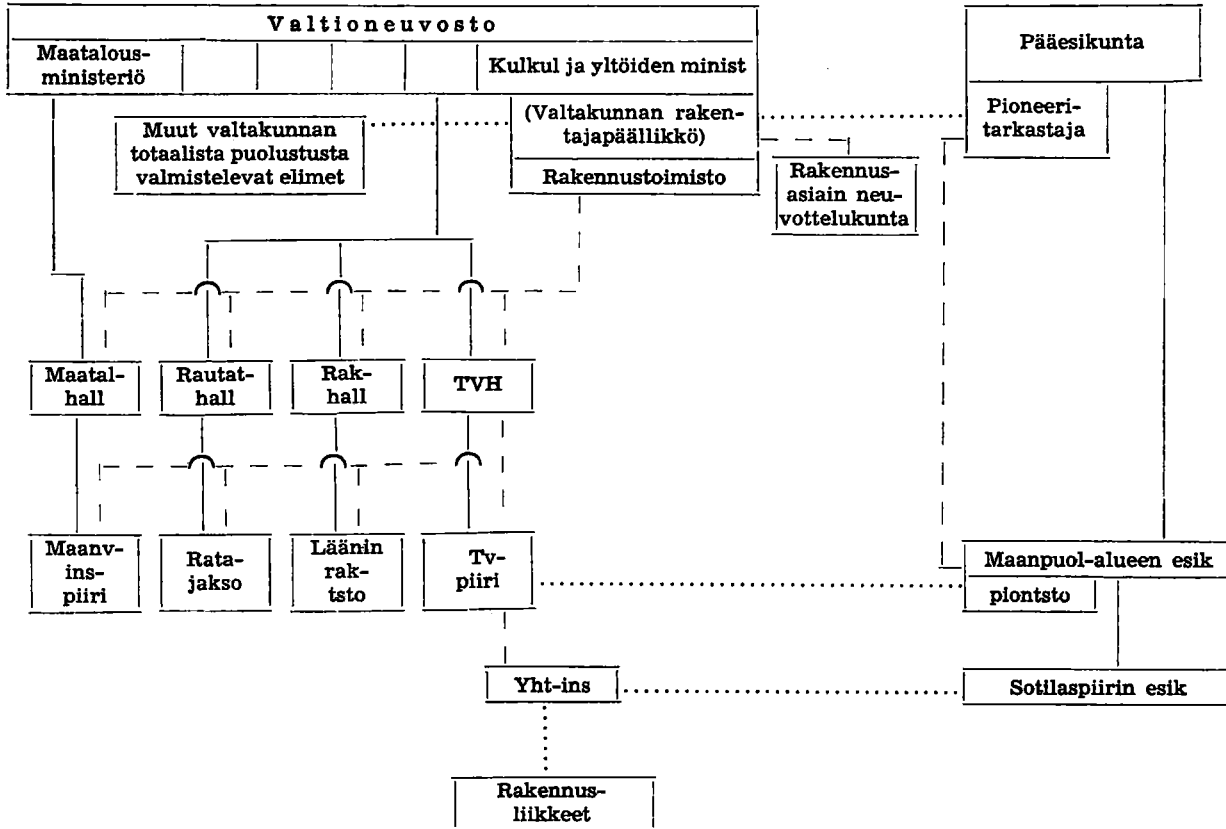 Valtioneuvosto
Maatalous-
ministeriö
Kulkul ja yltöiden minist
(Valtakunnan raken-
tajapäällikkö)
Rakennustoimisto
Muut valtakunnan
totaalista puolustusta
valmistelevat elimet
Rakennus-
asiain neu-
vottelukunta
Pääesikunta
Pioneeri-
tarkastaja
Maatal-
hall
Rautat-
hall
Rak-
hall
TVH
Maanv-
ins-
piiri
Rata-
jakso
Läänin
rak-
tsto
Tv-
piiri
Maanpuol-alueen esik
piontsto
Yht-ins
Sotilaspiirin esik
Rakennus-
liikkeet